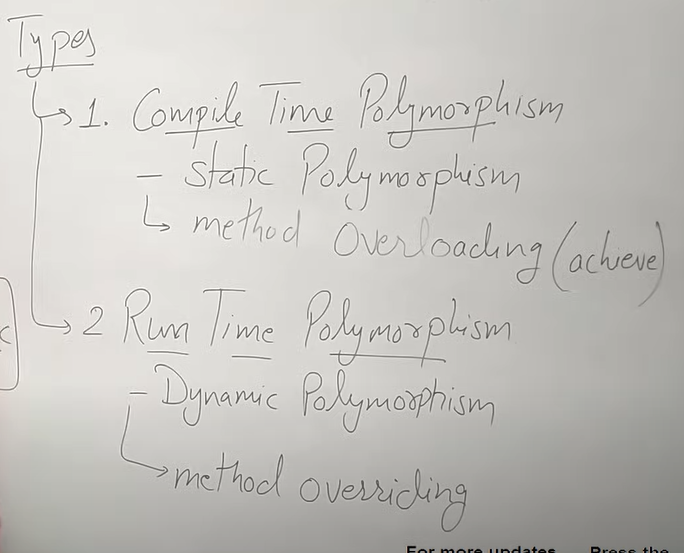 Types
1. Compile Time Polymorphism
- Static Polymorphism
method Overloading (achieve)
2 Run Time Polymorphism
- Dynamic Polymorphism
method overriding
For more updates Press the